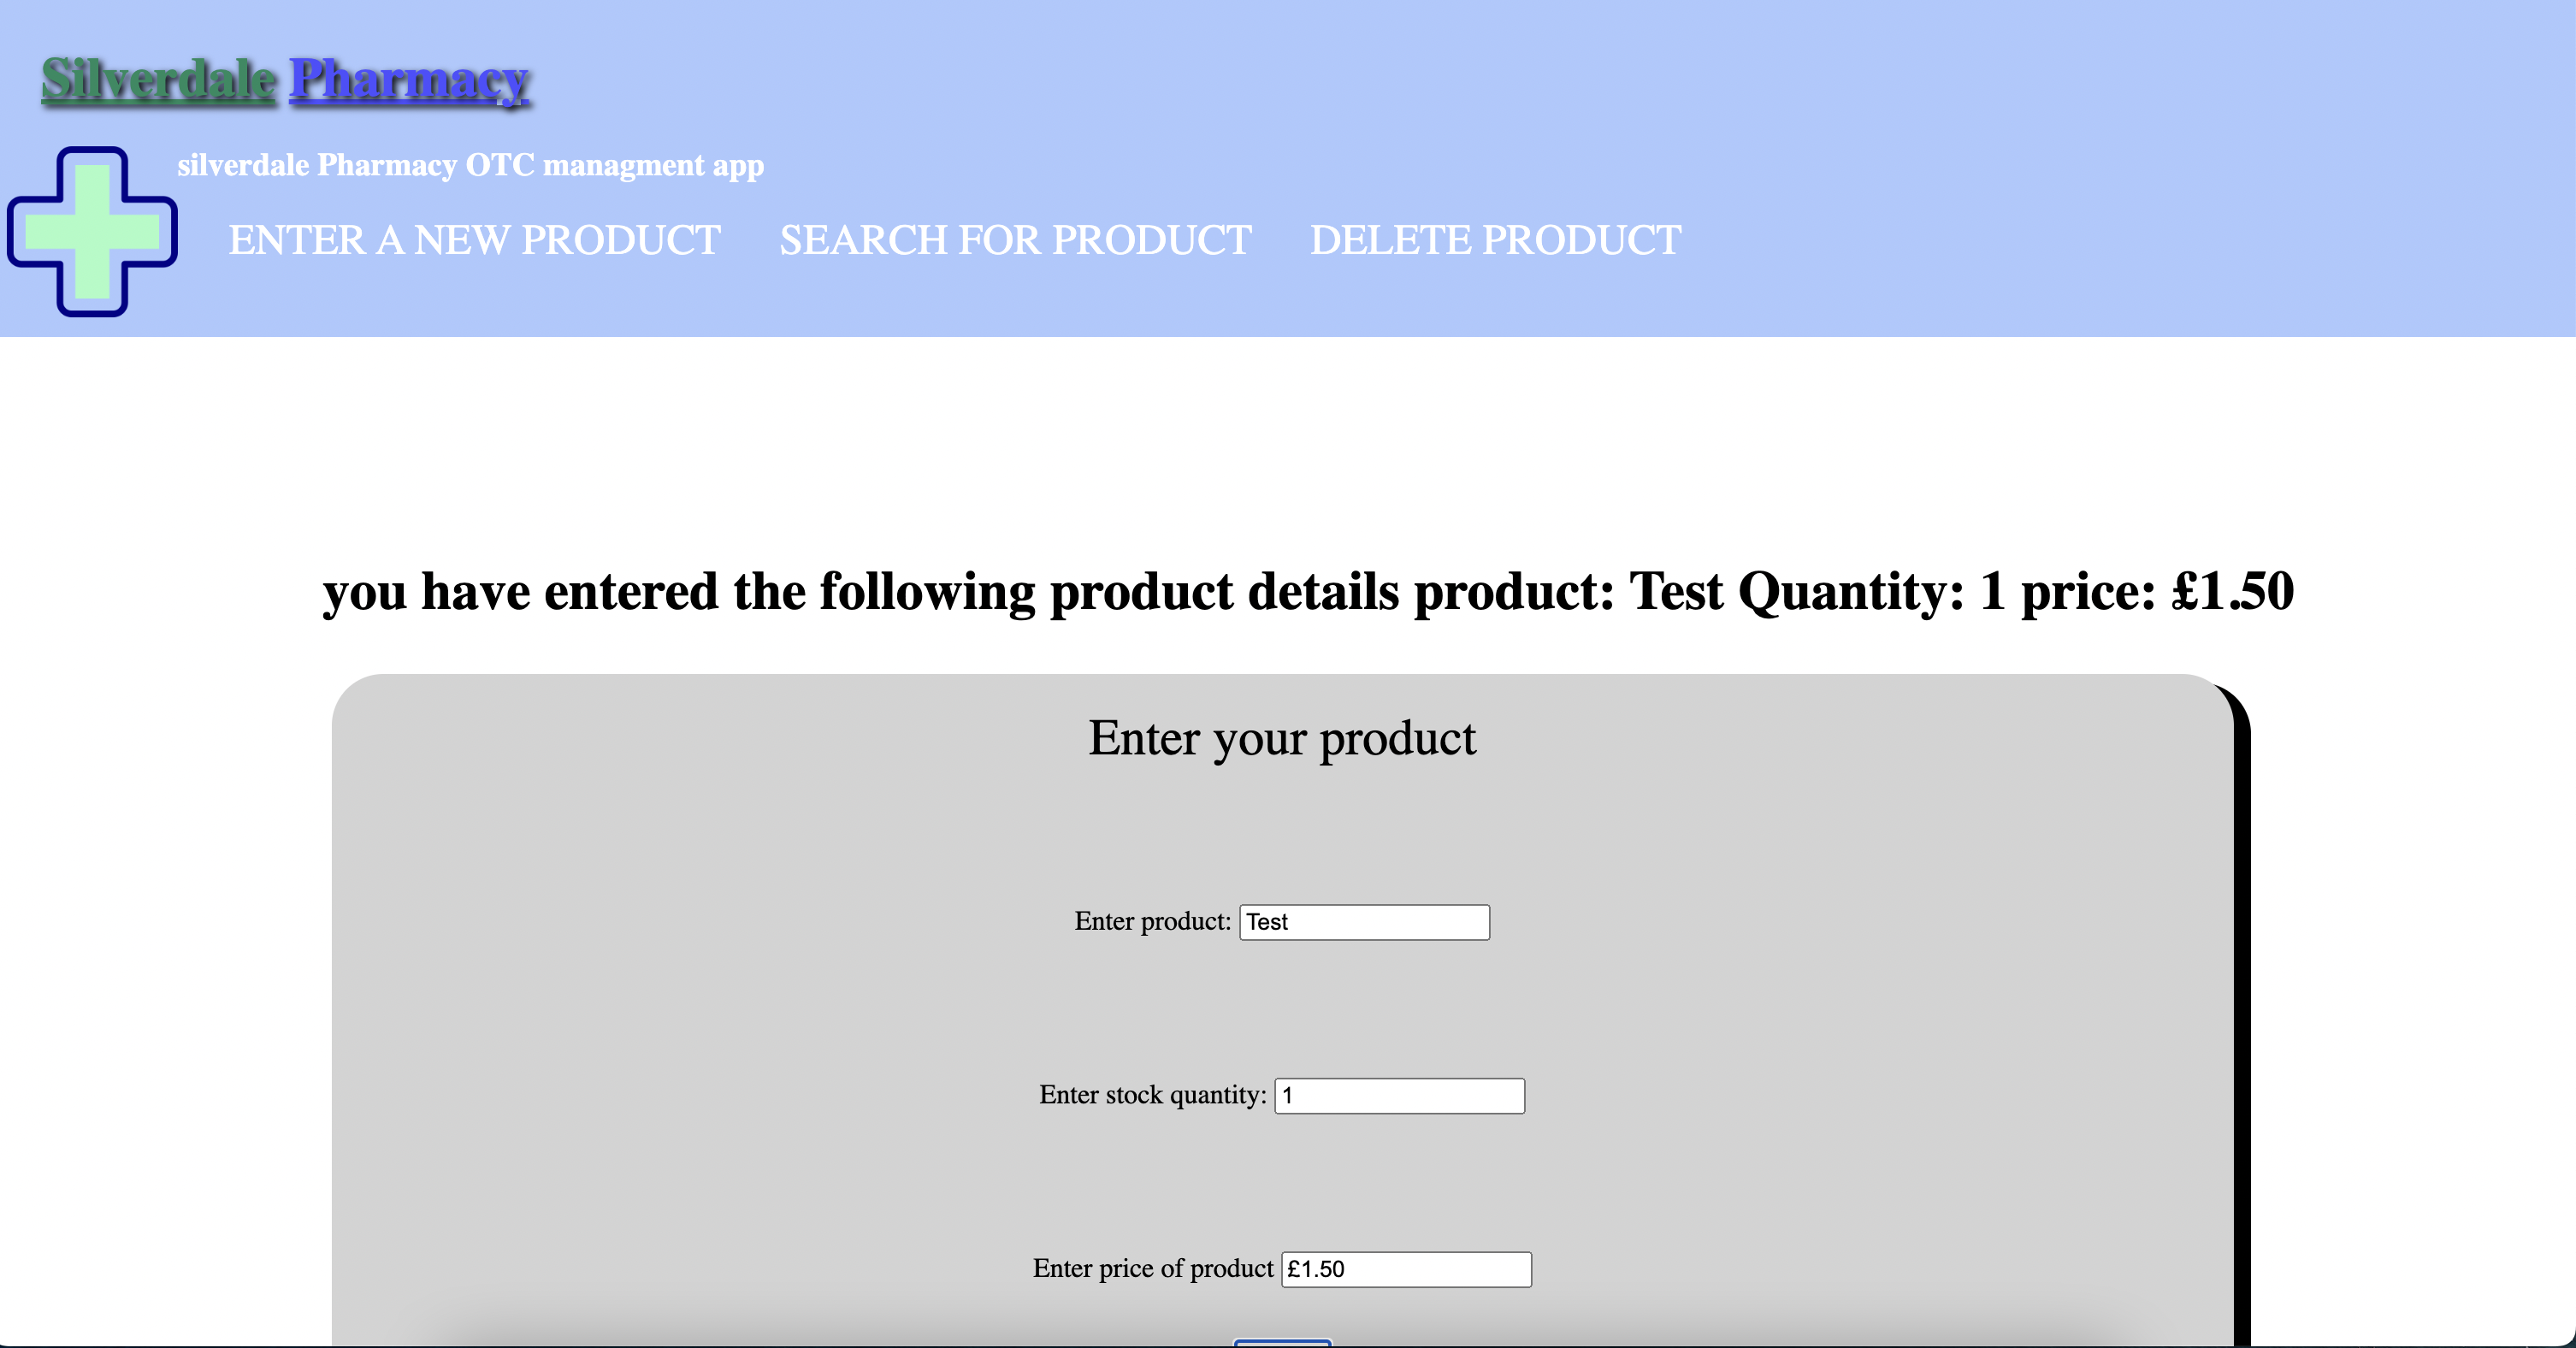 Silverdale Pharmacy
silverdale Pharmacy OTC managment app
ENTER A NEW PRODUCT SEARCH FOR PRODUCT DELETE PRODUCT
you have entered the following product details product: Test Quantity: 1 price: £1.50
Enter your product
Enter product: Test
Enter stock quantity: 1
Enter price of product £1.50